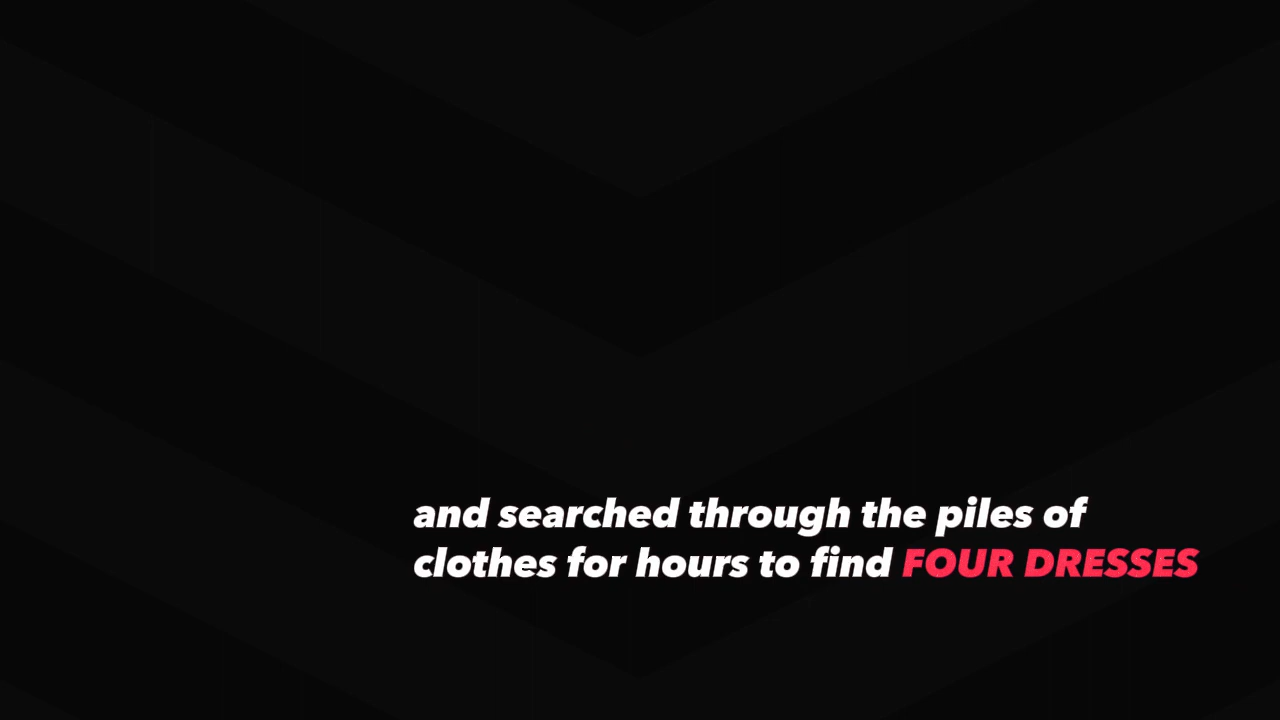 and searched through the piles of
clothes for hours to find FOUR DRESSES